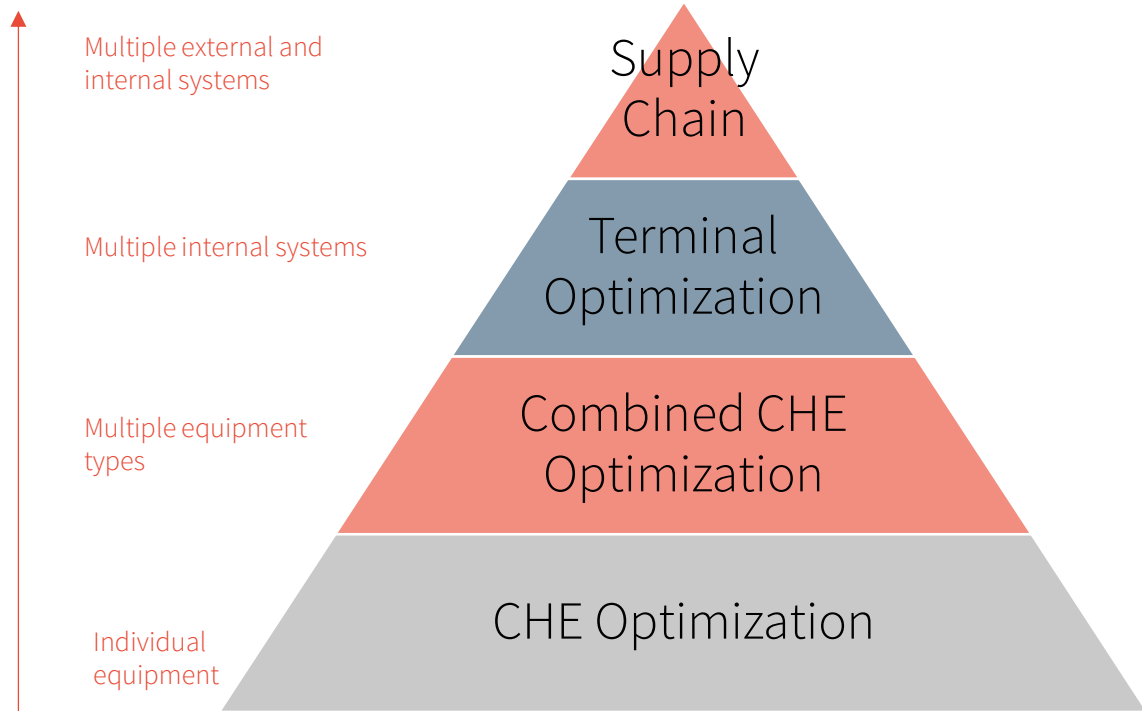 Multiple external and
internal systems
Supply
Chain
Multiple internal systems
Terminal
Optimization
Multiple equipment
types
Combined CHE
Optimization
Individual
equipment
CHE Optimization